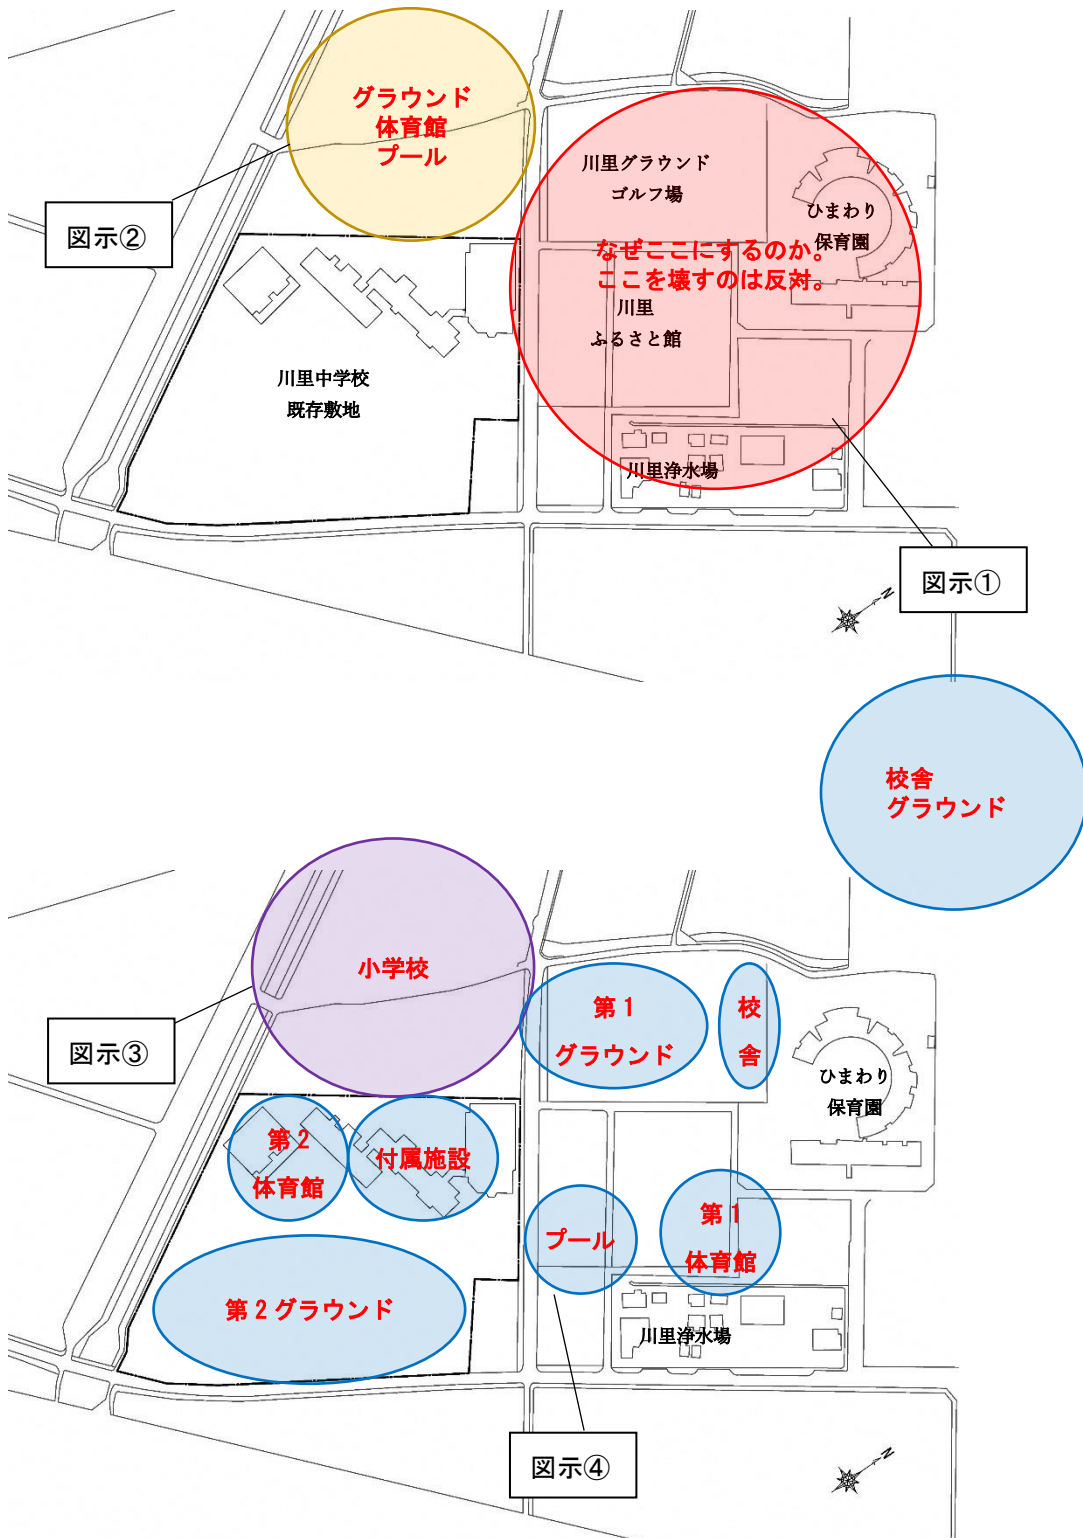 グラウンド
体育館
プール
川里グラウンド
ゴルフ場
ひまわり
保育園
図示②
なぜここにするのか。
ここを壊すのは反対。
川里
ふるさと館
川里中学校
既存敷地
川里浄水場
図示①
N
校舎
グラウンド
小学校
第1
グラウンド
校
舎
図示③
ひまわり
保育園
第2
体育館
付属施設
プール
第1
体育館
第2グラウンド
川里浄水場
図示④
N